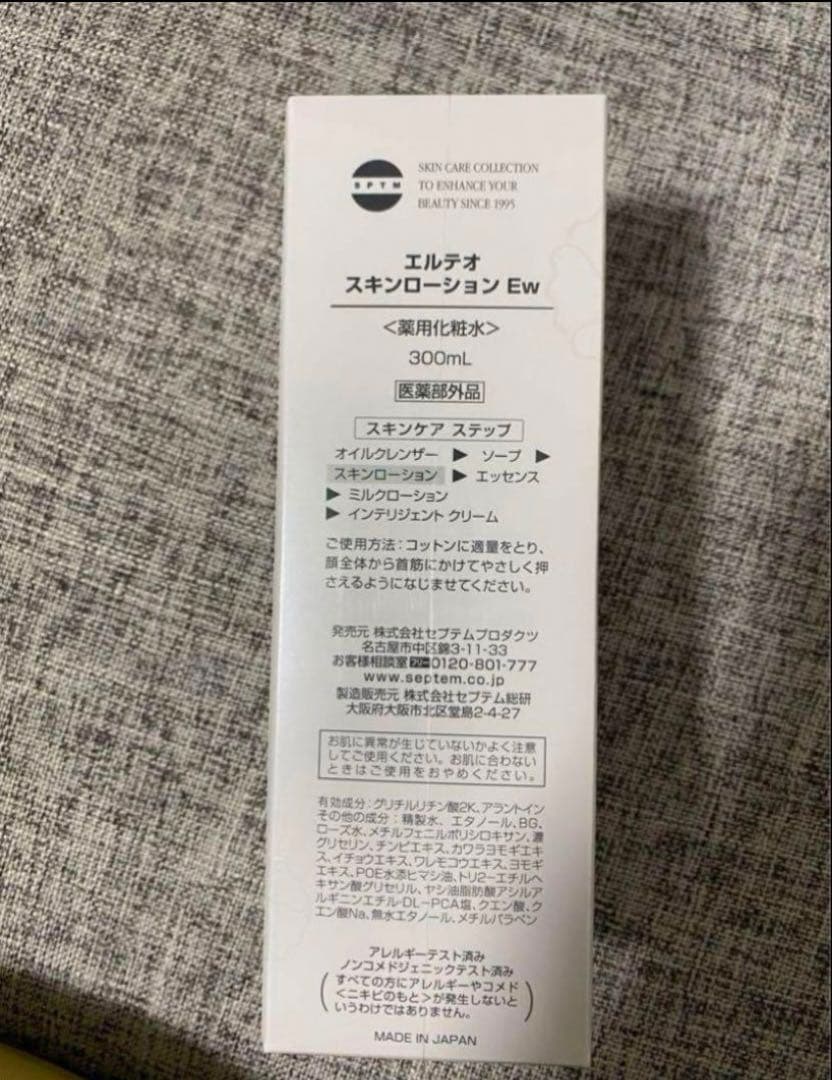 SPTM
SKIN CARE COLLECTION
TO ENHANCE YOUR
BEAUTY SINCE 1995
エルテオ
スキンローション Ew
＜薬用化粧水＞
300mL
医薬部外品
スキンケア ステップ
オイルクレンザー ▶ ソープ ▶
スキンローション ▶ エッセンス
▶ ミルクローション
▶ インテリジェント クリーム
ご使用方法：コットンに適量をとり、
顔全体から首筋にかけてやさしく押
さえるようになじませてください。
発売元 株式会社セプテムプロダクツ
名古屋市中区錦3-11-33
お客様相談室 フリー0120-801-777
www.septem.co.jp
製造販売元 株式会社セプテム総研
大阪府大阪市北区堂島2-4-27
お肌に異常が生じていないかよく注意
してご使用ください。お肌に合わない
ときはご使用をおやめください。
有効成分：グリチルリチン酸2K、アラントイン
その他の成分：精製水、エタノール、BG、
ローズ水、メチルフェニルポリシロキサン、濃
グリセリン、チンピエキス、カワラヨモギエキ
ス、イチョウエキス、ワレモコウエキス、ヨモギ
エキス、POE水添ヒマシ油、トリ2-エチルヘ
キサン酸グリセリル、ヤシ油脂肪酸アシルア
ルギニンエチル・DL-PCA塩、クエン酸、ク
エン酸Na、無水エタノール、メチルパラベン
アレルギーテスト済み
ノンコメドジェニックテスト済み
（すべての方にアレルギーやコメド
＜ニキビのもと＞が発生しないと
いうわけではありません。）
MADE IN JAPAN